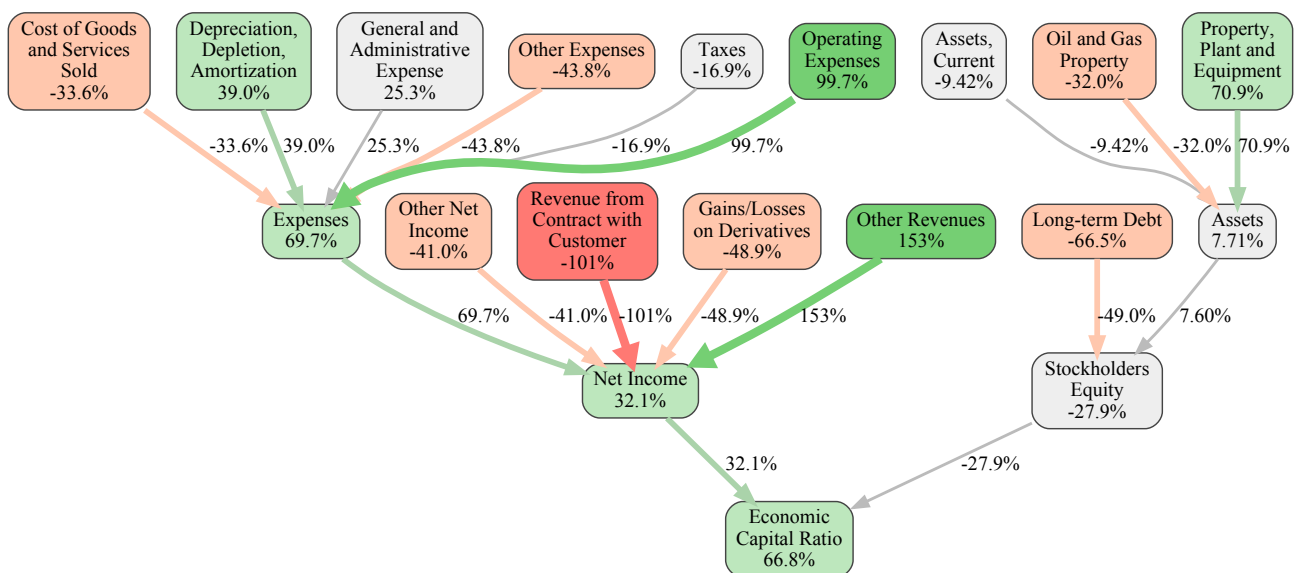 Cost of Goods
and Services
Sold
-33.6%
Depreciation,
Depletion,
Amortization
39.0%
General and
Administrative
Expense
25.3%
Other Expenses
-43.8%
Taxes
-16.9%
Operating
Expenses
99.7%
Assets,
Current
-9.42%
Oil and Gas
Property
-32.0%
Property,
Plant and
Equipment
70.9%
-33.6%
39.0%
25.3%
-43.8%
-16.9%
99.7%
-9.42%
-32.0%
70.9%
Expenses
69.7%
Other Net
Income
-41.0%
Revenue from
Contract with
Customer
-101%
Gains/Losses
on Derivatives
-48.9%
Other Revenues
153%
Long-term Debt
-66.5%
Assets
7.71%
69.7%
-41.0%
-101%
-48.9%
153%
-49.0%
7.60%
Net Income
32.1%
Stockholders
Equity
-27.9%
32.1%
-27.9%
Economic
Capital Ratio
66.8%